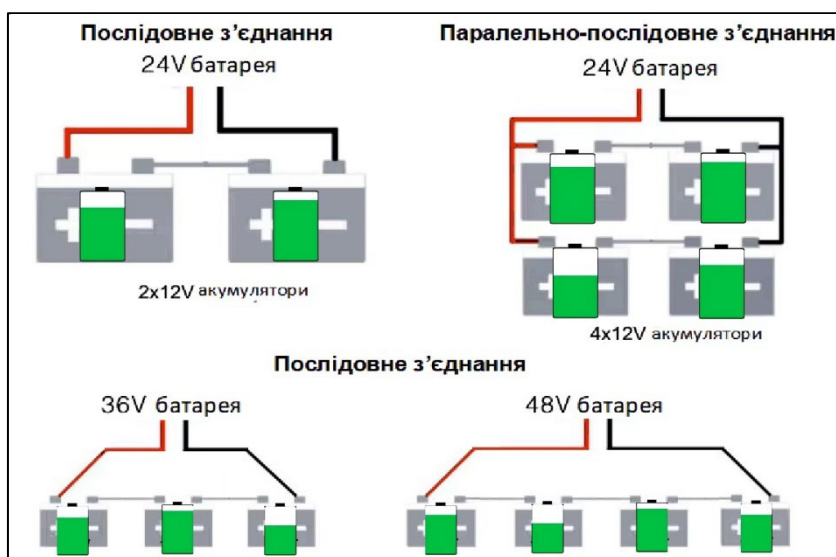 Послідовне з’єднання
24V батарея
2x12V акумулятори
Паралельно-послідовне з’єднання
24V батарея
4x12V акумулятори
Послідовне з’єднання
36V батарея
48V батарея